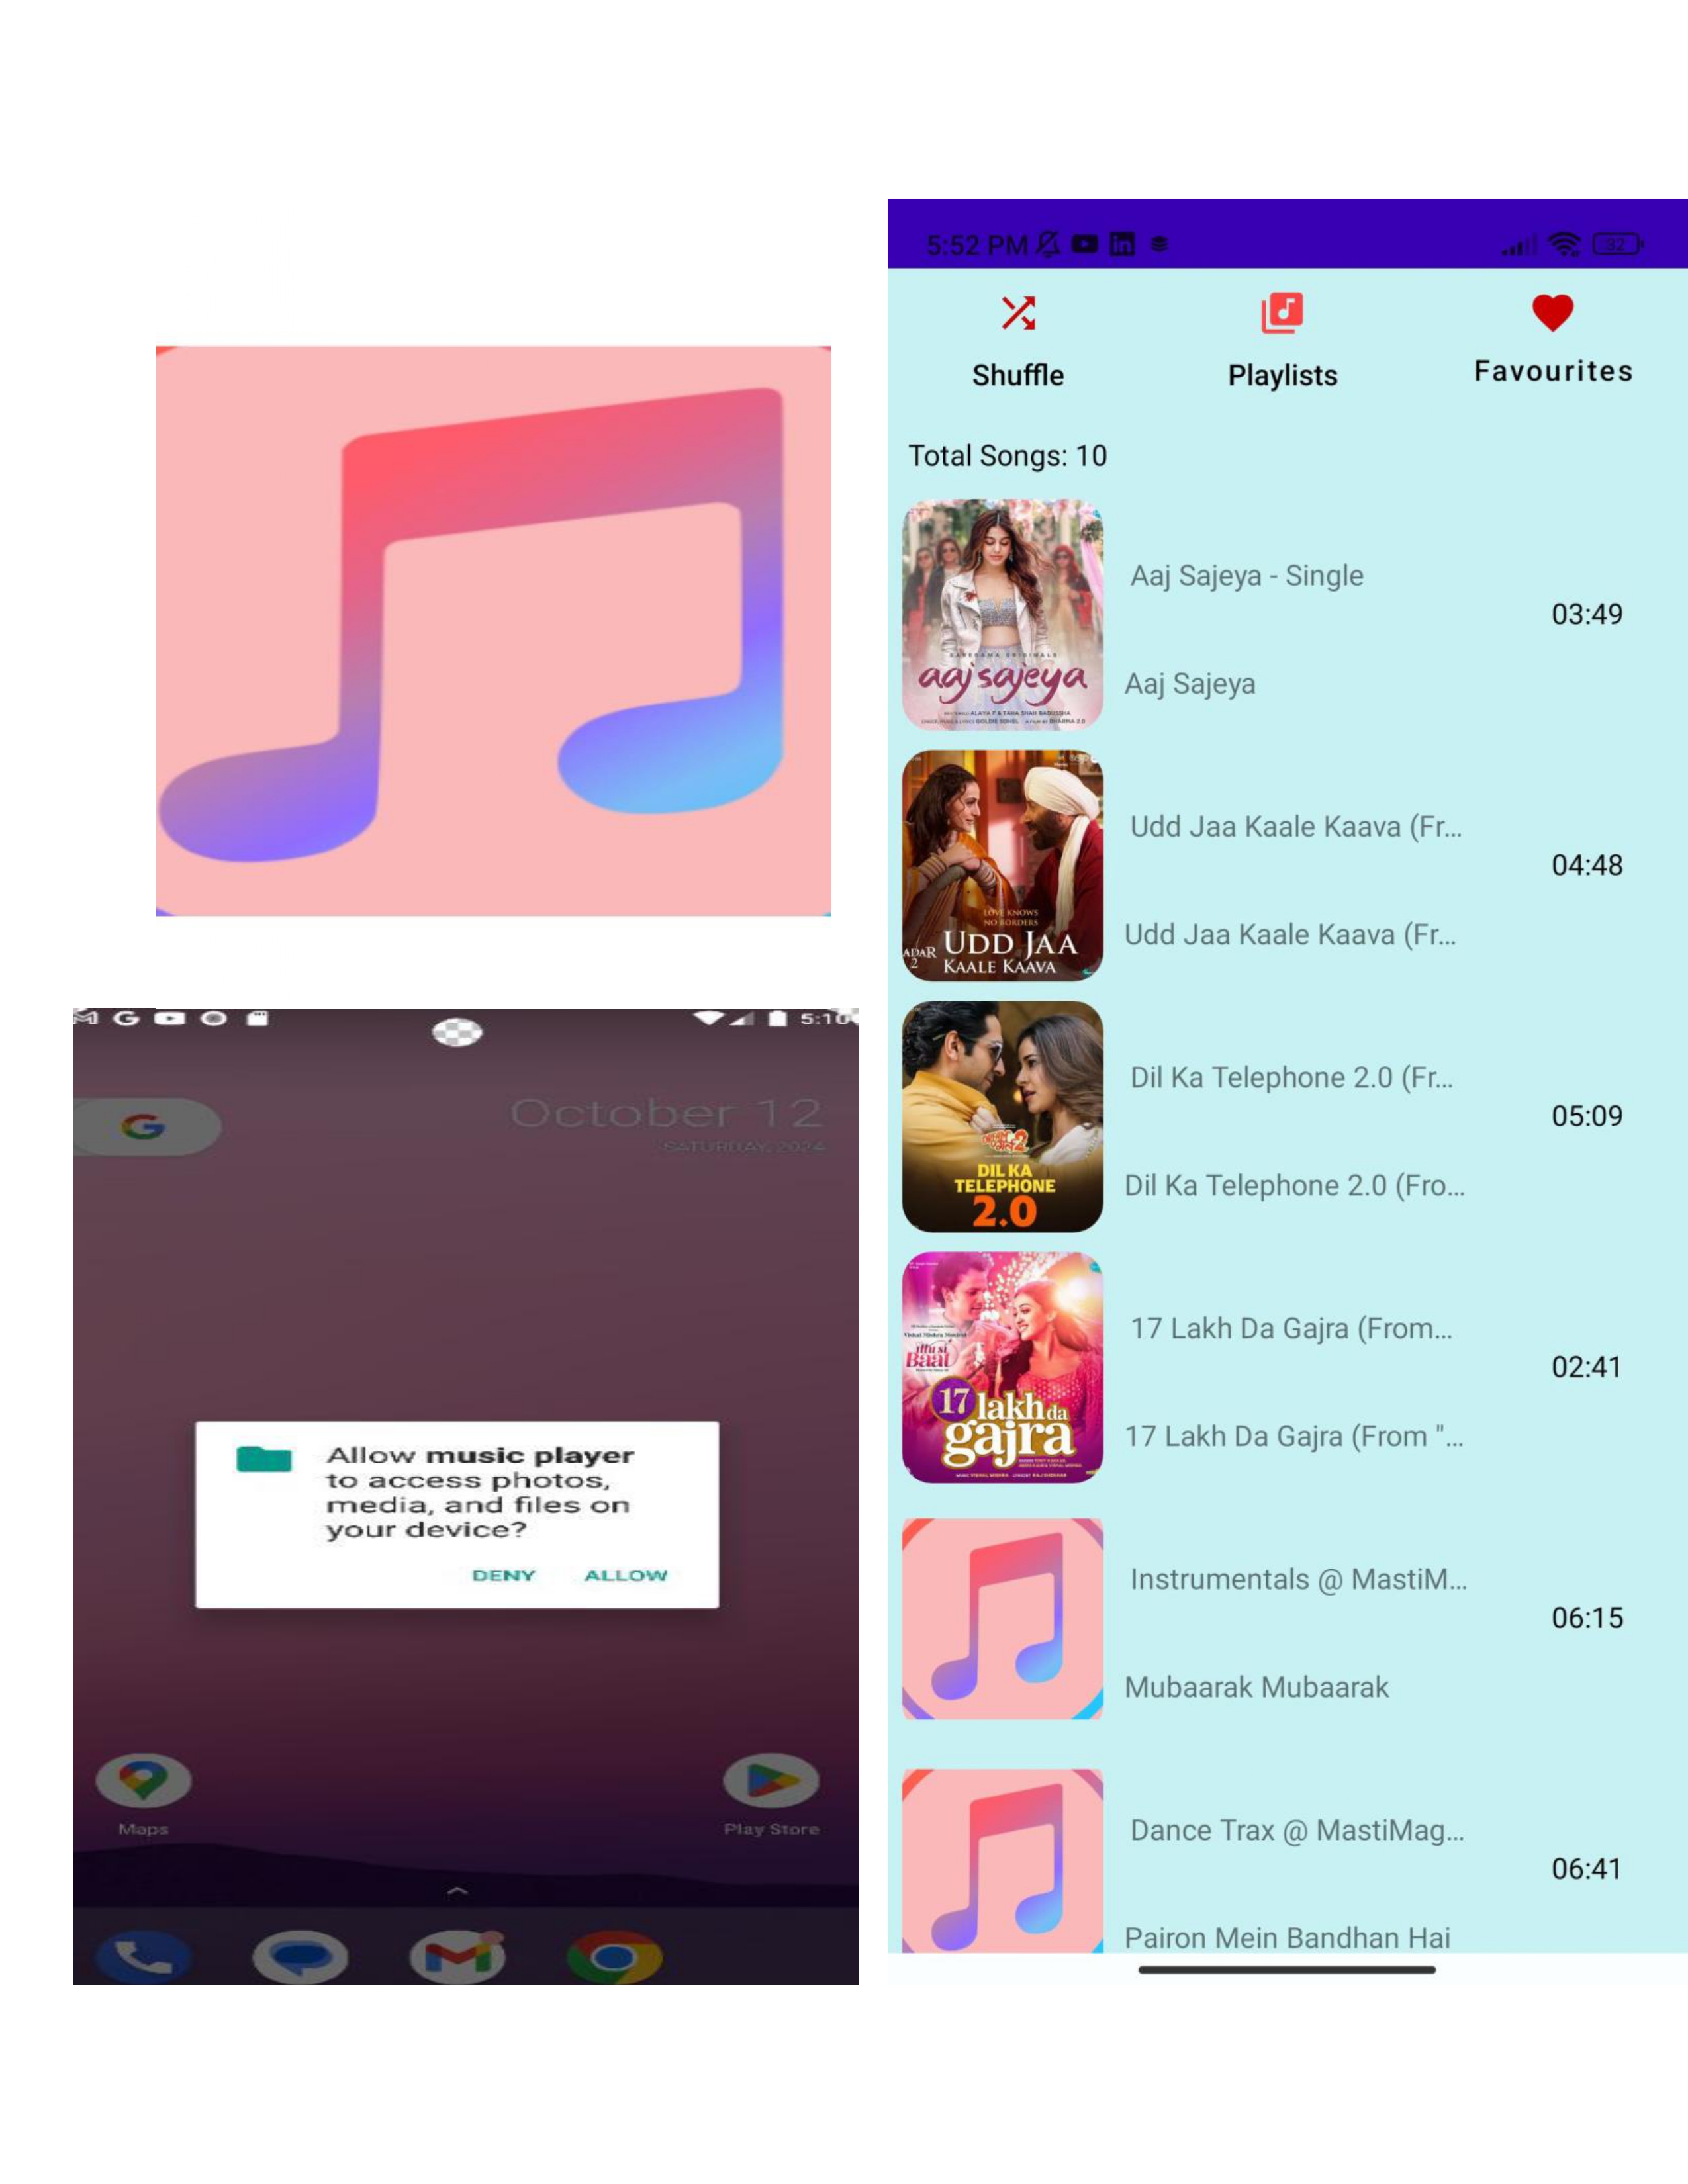 5:10
October 12
SATURDAY, 2024
Allow music player
to access photos,
media, and files on
your device?
DENY ALLOW
Maps
Play Store
5:52 PM
32
Shuffle
Playlists
Favourites
Total Songs: 10
aaj sajeya
Aaj Sajeya - Single
03:49
Aaj Sajeya
LOVE KNOWS
NO BORDERS
ADAR
2
UDD JAA
KAALE KAAVA
Udd Jaa Kaale Kaava (Fr...
04:48
Udd Jaa Kaale Kaava (Fr...
DIL KA
TELEPHONE
2.0
Dil Ka Telephone 2.0 (Fr...
05:09
Dil Ka Telephone 2.0 (Fro...
Baat
17 lakh da
gajra
17 Lakh Da Gajra (From...
02:41
17 Lakh Da Gajra (From "...
Instrumentals @ MastiM...
06:15
Mubaarak Mubaarak
Dance Trax @ MastiMag...
06:41
Pairon Mein Bandhan Hai